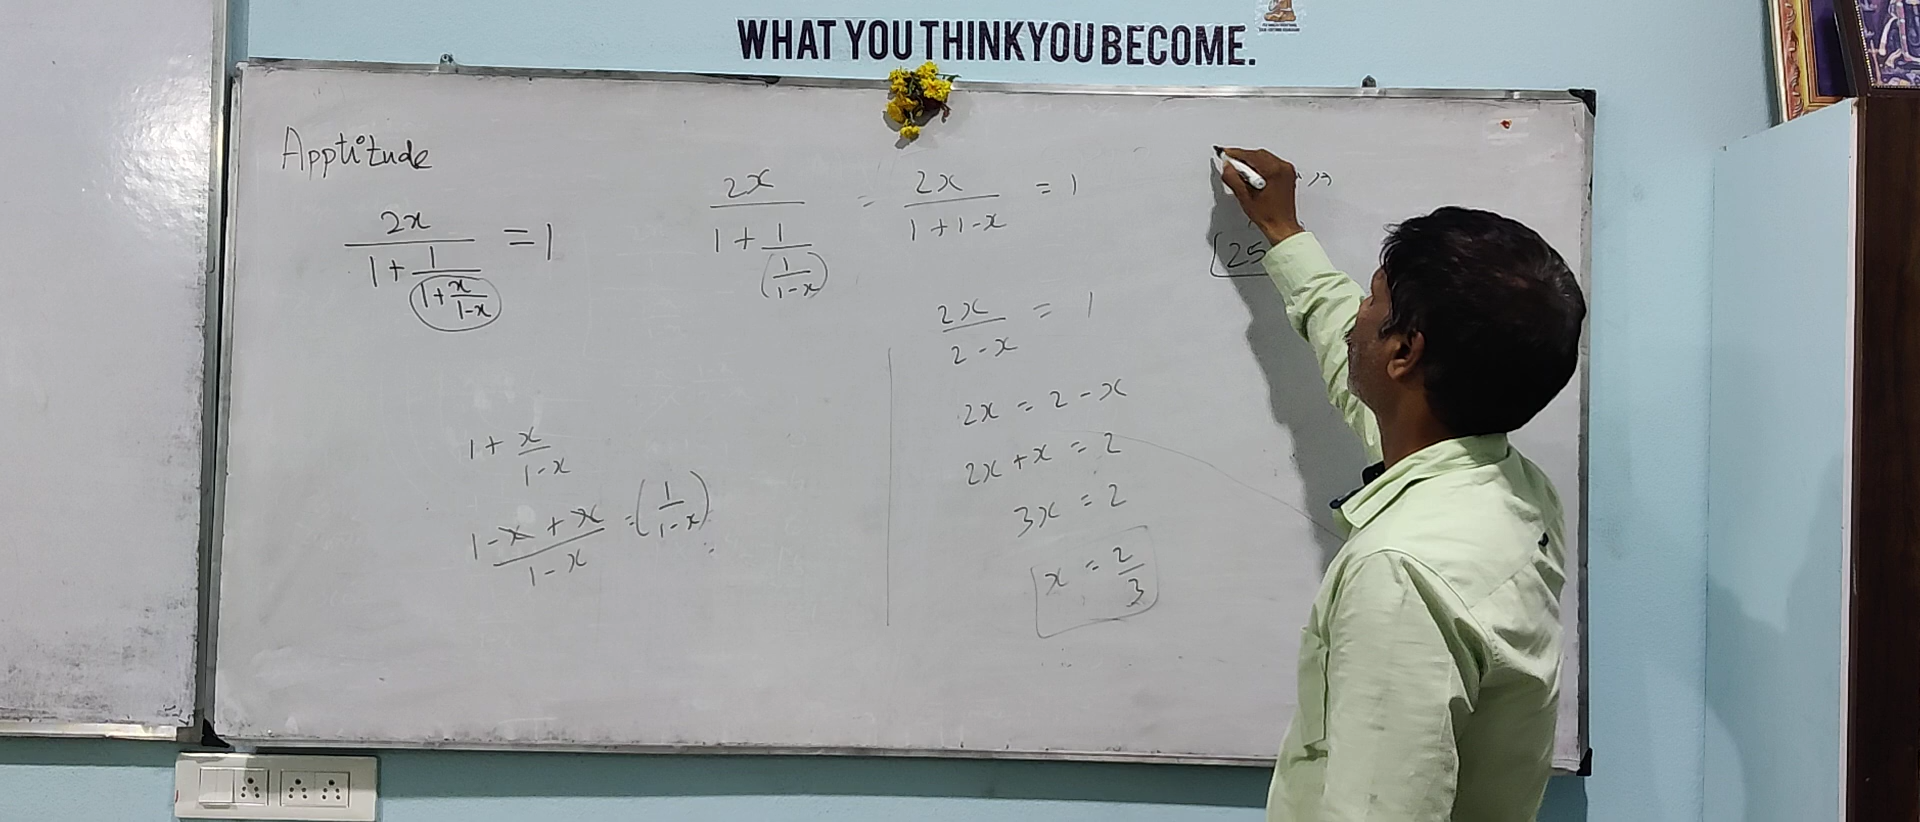 WHAT YOU THINK YOU BECOME.
Apptitude
2x / (1 + 1/(1 + x/(1-x))) = 1
1 + x/(1-x)
(1-x+x)/(1-x) = (1/(1-x))
2x / (1 + 1/(1/(1-x))) = 2x/(1+1-x) = 1
2x/(2-x) = 1
2x = 2-x
2x+x = 2
3x = 2
x = 2/3
25